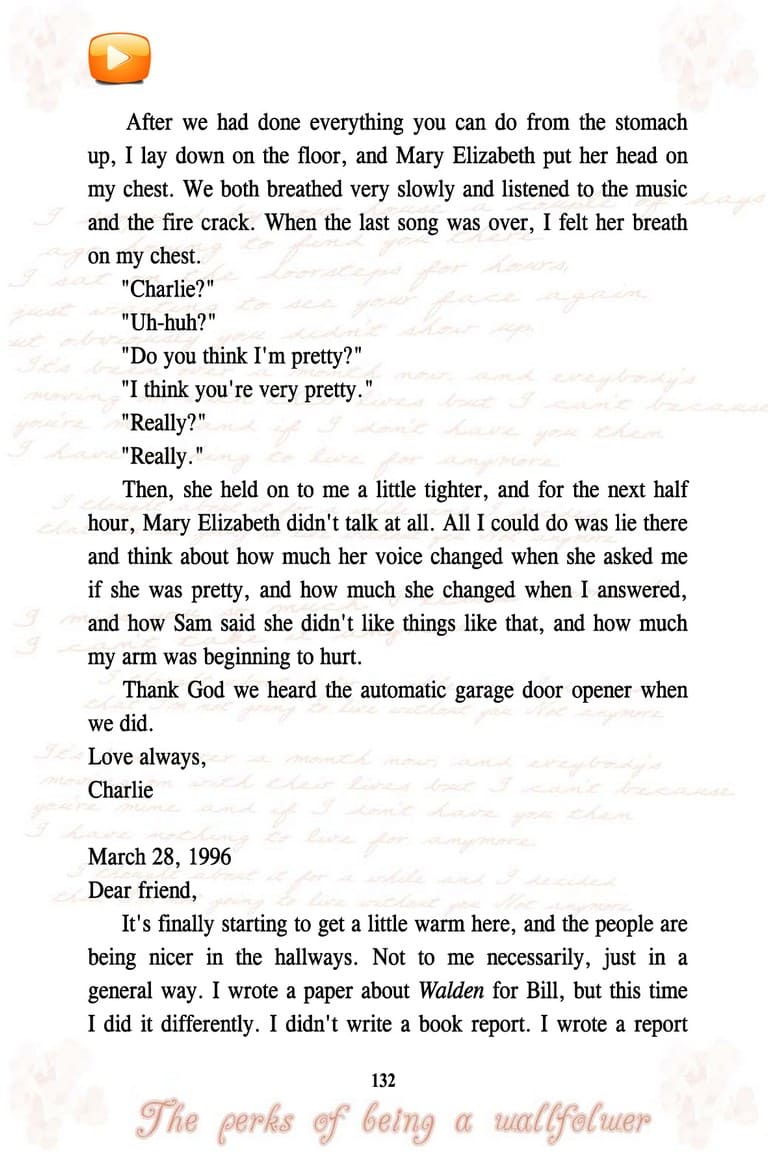 After we had done everything you can do from the stomach
up, I lay down on the floor, and Mary Elizabeth put her head on
my chest. We both breathed very slowly and listened to the music
and the fire crack. When the last song was over, I felt her breath
on my chest.
"Charlie?"
"Uh-huh?"
"Do you think I'm pretty?"
"I think you're very pretty."
"Really?"
"Really."
Then, she held on to me a little tighter, and for the next half
hour, Mary Elizabeth didn't talk at all. All I could do was lie there
and think about how much her voice changed when she asked me
if she was pretty, and how much she changed when I answered,
and how Sam said she didn't like things like that, and how much
my arm was beginning to hurt.
Thank God we heard the automatic garage door opener when
we did.
Love always,
Charlie
March 28, 1996
Dear friend,
It's finally starting to get a little warm here, and the people are
being nicer in the hallways. Not to me necessarily, just in a
general way. I wrote a paper about Walden for Bill, but this time
I did it differently. I didn't write a book report. I wrote a report
132
The perks of being a wallfolwer